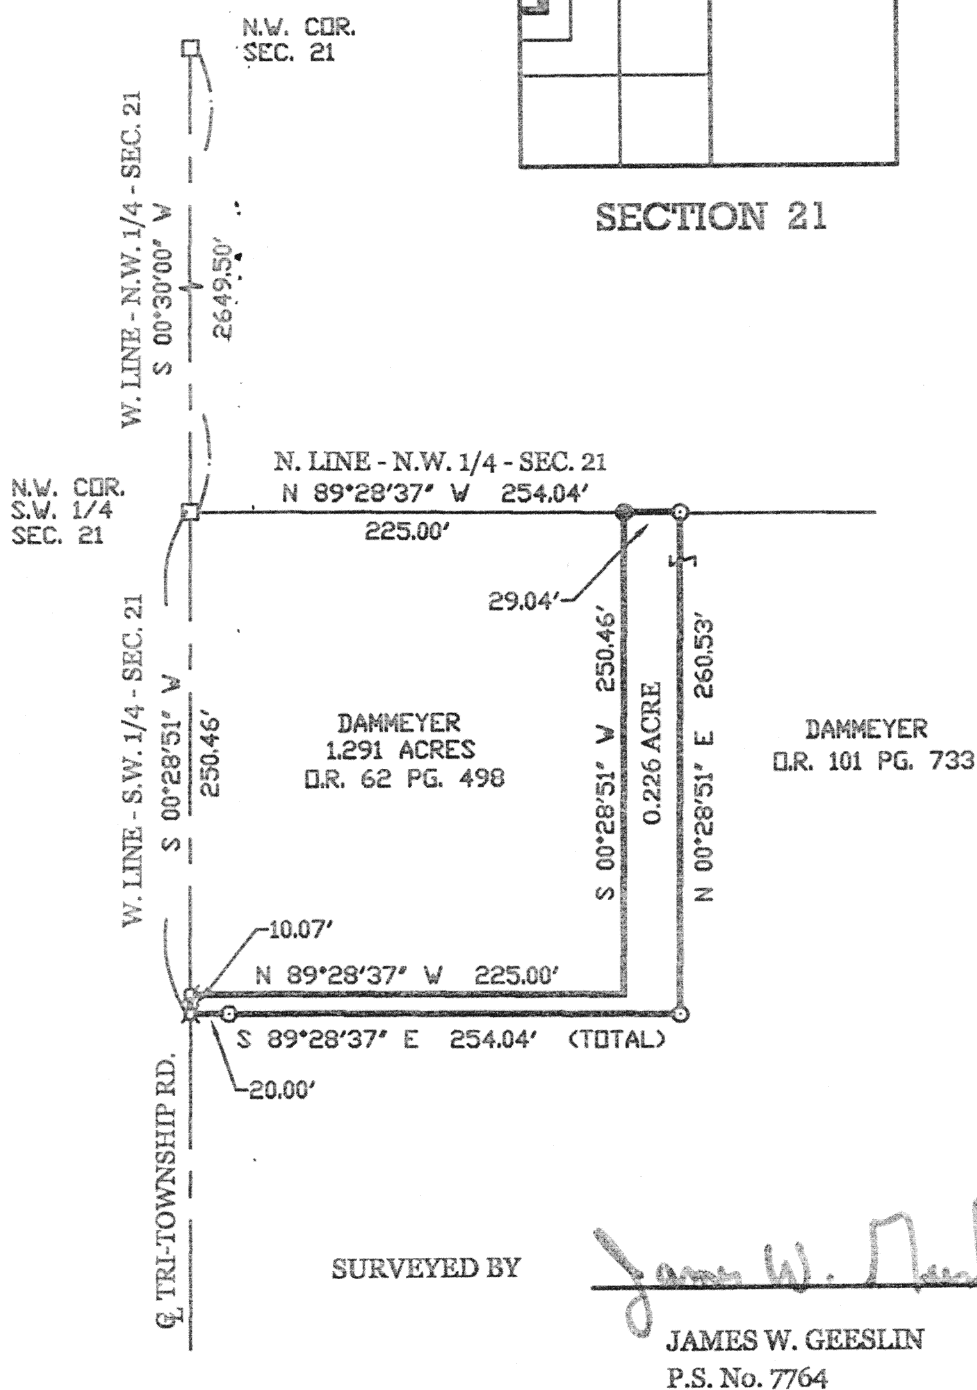 N.W. COR.
SEC. 21
SECTION 21
W. LINE - N.W. 1/4 - SEC. 21
S 00°30'00" W
2649.50'
N. LINE - N.W. 1/4 - SEC. 21
N 89°28'37" W 254.04'
225.00'
N.W. COR.
S.W. 1/4
SEC. 21
29.04'
W. LINE - S.W. 1/4 - SEC. 21
S 00°28'51" W
250.46'
DAMMEYER
1.291 ACRES
O.R. 62 PG. 498
S 00°28'51" W 250.46'
0.226 ACRE
N 00°28'51" E 260.53'
DAMMEYER
O.R. 101 PG. 733
10.07'
N 89°28'37" W 225.00'
S 89°28'37" E 254.04' (TOTAL)
20.00'
℄ TRI-TOWNSHIP RD.
SURVEYED BY
James W.
JAMES W. GEESLIN
P.S. No. 7764